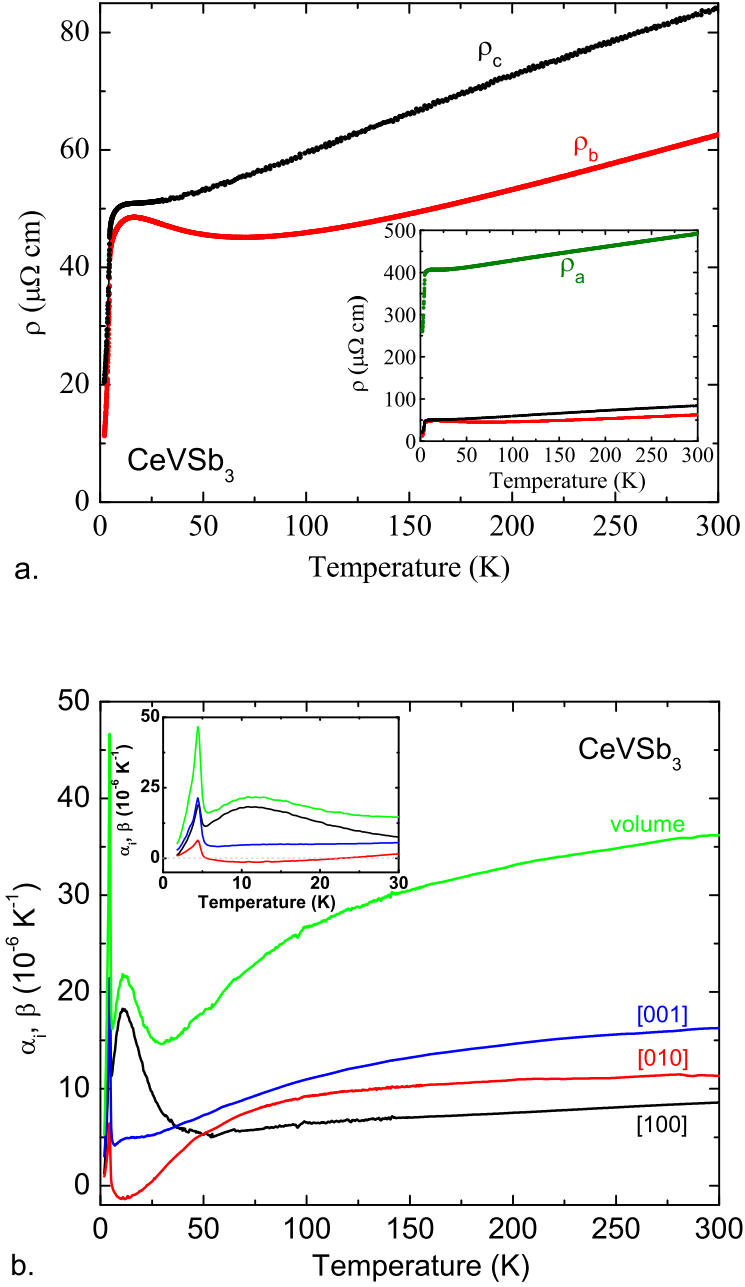 80
60
40
20
0
ρ (μΩ cm)
ρc
ρb
CeVSb3
500
400
300
200
100
0
ρ (μΩ cm)
ρa
0 50 100 150 200 250 300
Temperature (K)
0 50 100 150 200 250 300
Temperature (K)
a.
50
40
30
20
10
0
αi, β (10-6 K-1)
CeVSb3
50
25
0
αi, β (10-6 K-1)
0 10 20 30
Temperature (K)
volume
[001]
[010]
[100]
0 50 100 150 200 250 300
Temperature (K)
b.